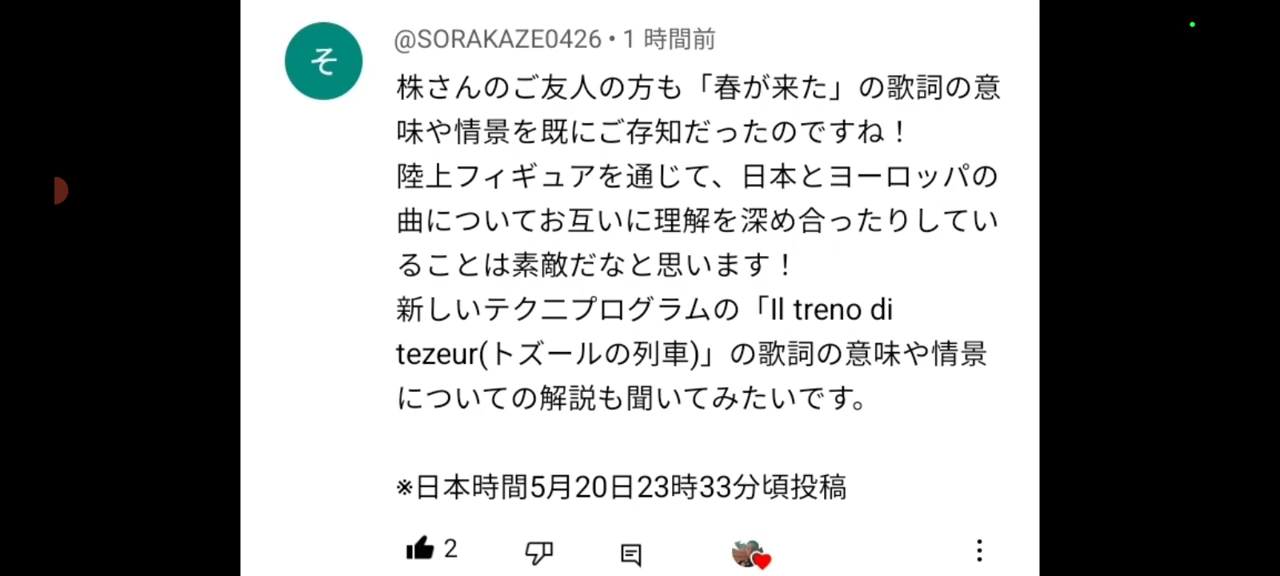 そ
@SORAKAZE0426・1 時間前
株さんのご友人の方も「春が来た」の歌詞の意
味や情景を既にご存知だったのですね！
陸上フィギュアを通じて、日本とヨーロッパの
曲についてお互いに理解を深め合ったりしてい
ることは素敵だなと思います！
新しいテクニプログラムの「Il treno di
tezeur(トズールの列車)」の歌詞の意味や情景
についての解説も聞いてみたいです。
※日本時間5月20日23時33分頃投稿
2